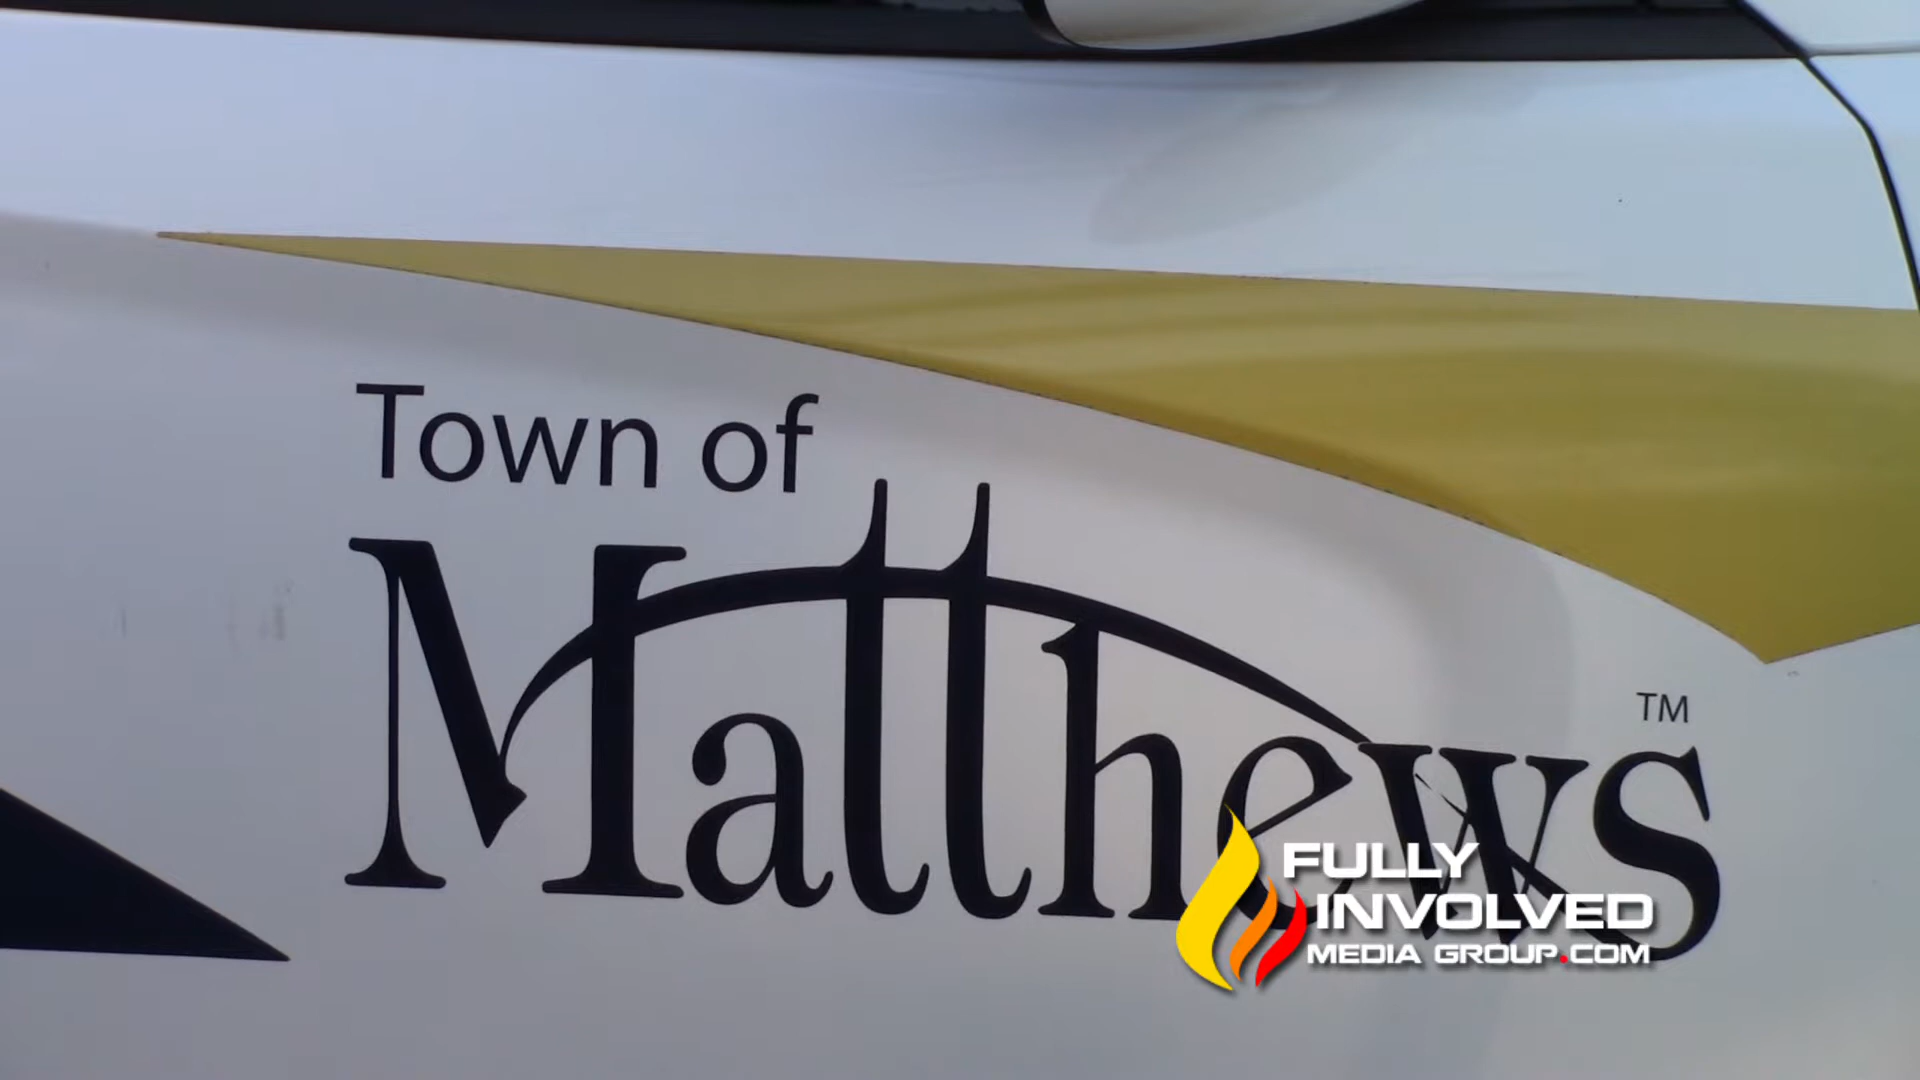 Town of
Matthews
TM
FULLY
INVOLVED
MEDIA GROUP.COM